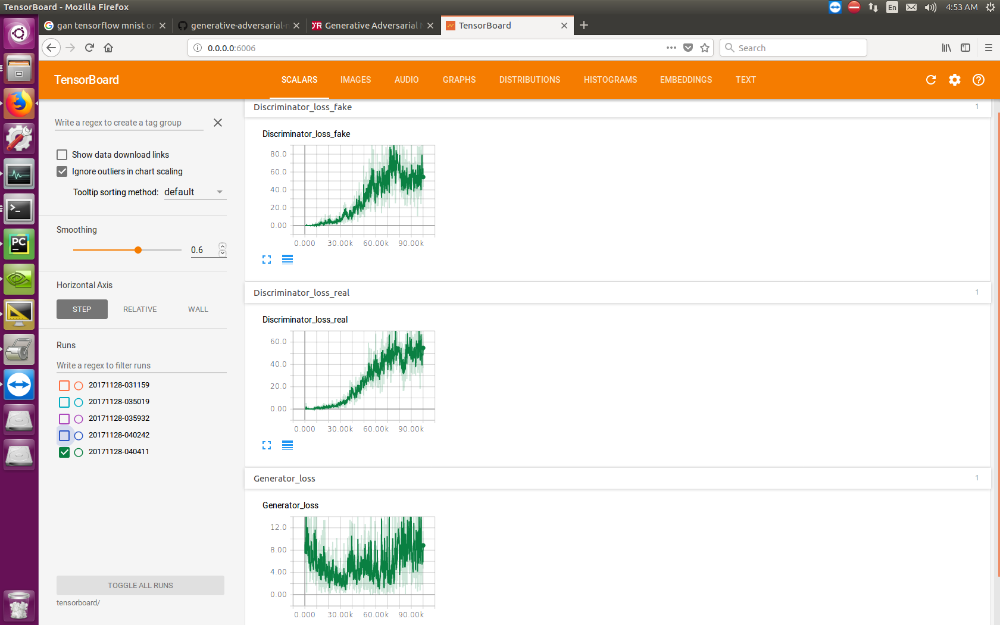 TensorBoard - Mozilla Firefox
En
4:53 AM
gan tensorflow mnist or
generative-adversarial-n
D'R
Generative Adversarial N
TensorBoard
0.0.0.0:6006
Search
TensorBoard
SCALARS
IMAGES
AUDIO
GRAPHS
DISTRIBUTIONS
HISTOGRAMS
EMBEDDINGS
TEXT
Write a regex to create a tag group
Show data download links
Ignore outliers in chart scaling
Tooltip sorting method: default
Smoothing
0.6
Horizontal Axis
STEP
RELATIVE
WALL
Runs
Write a regex to filter runs
20171128-031159
20171128-035019
20171128-035932
20171128-040242
20171128-040411
TOGGLE ALL RUNS
tensorboard/
PC
Discriminator_loss_fake
1
Discriminator_loss_fake
80.0
60.0
40.0
20.0
0.00
0.000 30.00k 60.00k 90.00k
Discriminator_loss_real
1
Discriminator_loss_real
60.0
40.0
20.0
0.00
0.000 30.00k 60.00k 90.00k
Generator_loss
1
Generator_loss
12.0
8.00
4.00
0.00
0.000 30.00k 60.00k 90.00k